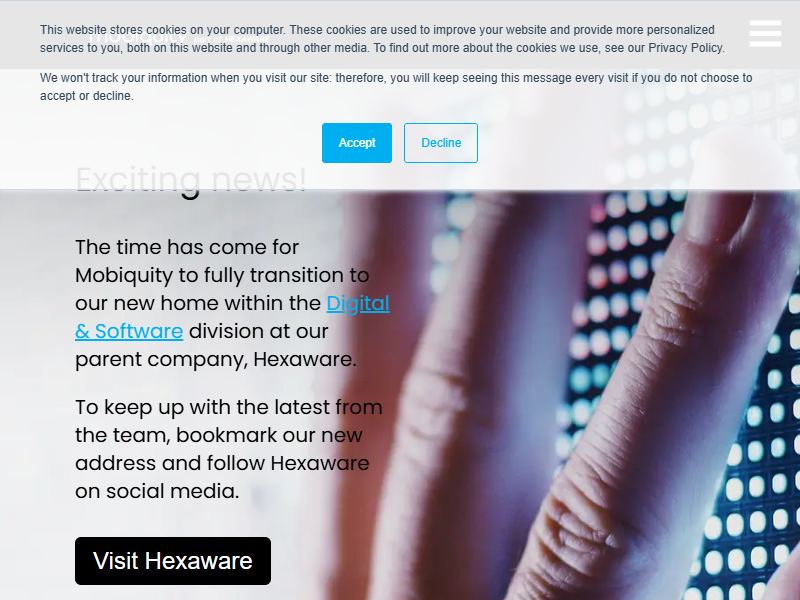 This website stores cookies on your computer. These cookies are used to improve your website and provide more personalized
services to you, both on this website and through other media. To find out more about the cookies we use, see our Privacy Policy.
We won't track your information when you visit our site: therefore, you will keep seeing this message every visit if you do not choose to
accept or decline.
Accept
Decline
Exciting news!
The time has come for
Mobiquity to fully transition to
our new home within the Digital
& Software division at our
parent company, Hexaware.
To keep up with the latest from
the team, bookmark our new
address and follow Hexaware
on social media.
Visit Hexaware